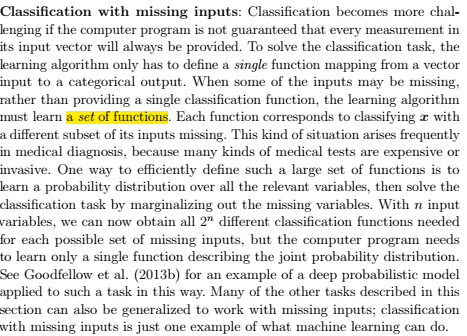 Classification with missing inputs: Classification becomes more chal-
lenging if the computer program is not guaranteed that every measurement in
its input vector will always be provided. To solve the classification task, the
learning algorithm only has to define a single function mapping from a vector
input to a categorical output. When some of the inputs may be missing,
rather than providing a single classification function, the learning algorithm
must learn a set of functions. Each function corresponds to classifying x with
a different subset of its inputs missing. This kind of situation arises frequently
in medical diagnosis, because many kinds of medical tests are expensive or
invasive. One way to efficiently define such a large set of functions is to
learn a probability distribution over all the relevant variables, then solve the
classification task by marginalizing out the missing variables. With n input
variables, we can now obtain all 2ⁿ different classification functions needed
for each possible set of missing inputs, but the computer program needs
to learn only a single function describing the joint probability distribution.
See Goodfellow et al. (2013b) for an example of a deep probabilistic model
applied to such a task in this way. Many of the other tasks described in this
section can also be generalized to work with missing inputs; classification
with missing inputs is just one example of what machine learning can do.